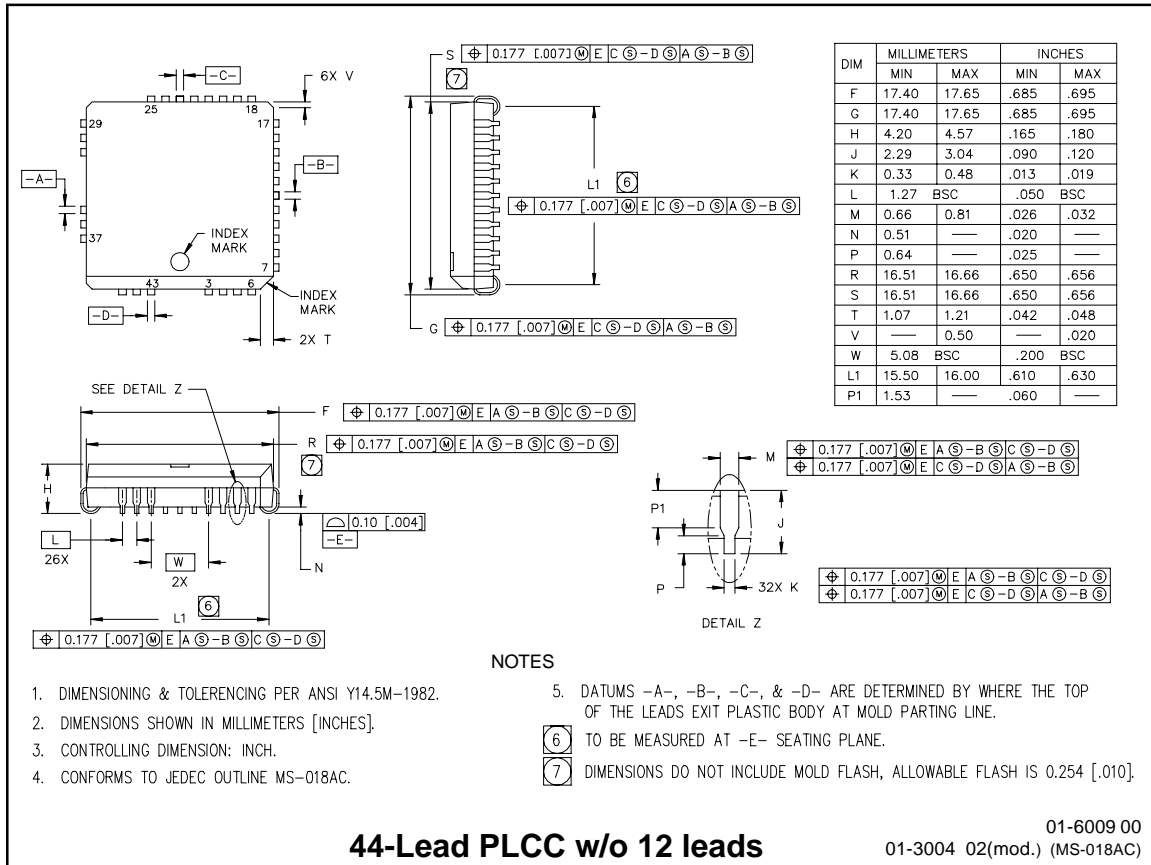 -C-
6X V
25
18
29
17
-A-
-B-
37
INDEX
MARK
7
43
3
6
INDEX
MARK
-D-
2X T
S ⌖ 0.177 [.007] Ⓜ E C Ⓢ -D Ⓢ A Ⓢ -B Ⓢ
7
L1 6
⌖ 0.177 [.007] Ⓜ E C Ⓢ -D Ⓢ A Ⓢ -B Ⓢ
G ⌖ 0.177 [.007] Ⓜ E C Ⓢ -D Ⓢ A Ⓢ -B Ⓢ
DIM MILLIMETERS INCHES
MIN MAX MIN MAX
F 17.40 17.65 .685 .695
G 17.40 17.65 .685 .695
H 4.20 4.57 .165 .180
J 2.29 3.04 .090 .120
K 0.33 0.48 .013 .019
L 1.27 BSC .050 BSC
M 0.66 0.81 .026 .032
N 0.51 — .020 —
P 0.64 — .025 —
R 16.51 16.66 .650 .656
S 16.51 16.66 .650 .656
T 1.07 1.21 .042 .048
V — 0.50 — .020
W 5.08 BSC .200 BSC
L1 15.50 16.00 .610 .630
P1 1.53 — .060 —
SEE DETAIL Z
F ⌖ 0.177 [.007] Ⓜ E A Ⓢ -B Ⓢ C Ⓢ -D Ⓢ
R ⌖ 0.177 [.007] Ⓜ E A Ⓢ -B Ⓢ C Ⓢ -D Ⓢ
7
H
⌓ 0.10 [.004]
-E-
L
26X
W
2X
N
L1 6
⌖ 0.177 [.007] Ⓜ E A Ⓢ -B Ⓢ C Ⓢ -D Ⓢ
M ⌖ 0.177 [.007] Ⓜ E A Ⓢ -B Ⓢ C Ⓢ -D Ⓢ
⌖ 0.177 [.007] Ⓜ E C Ⓢ -D Ⓢ A Ⓢ -B Ⓢ
P1
J
P
32X K
⌖ 0.177 [.007] Ⓜ E A Ⓢ -B Ⓢ C Ⓢ -D Ⓢ
⌖ 0.177 [.007] Ⓜ E C Ⓢ -D Ⓢ A Ⓢ -B Ⓢ
DETAIL Z
NOTES
1. DIMENSIONING & TOLERENCING PER ANSI Y14.5M-1982.
2. DIMENSIONS SHOWN IN MILLIMETERS [INCHES].
3. CONTROLLING DIMENSION: INCH.
4. CONFORMS TO JEDEC OUTLINE MS-018AC.
5. DATUMS -A-, -B-, -C-, & -D- ARE DETERMINED BY WHERE THE TOP
OF THE LEADS EXIT PLASTIC BODY AT MOLD PARTING LINE.
6 TO BE MEASURED AT -E- SEATING PLANE.
7 DIMENSIONS DO NOT INCLUDE MOLD FLASH, ALLOWABLE FLASH IS 0.254 [.010].
44-Lead PLCC w/o 12 leads
01-6009 00
01-3004 02(mod.) (MS-018AC)